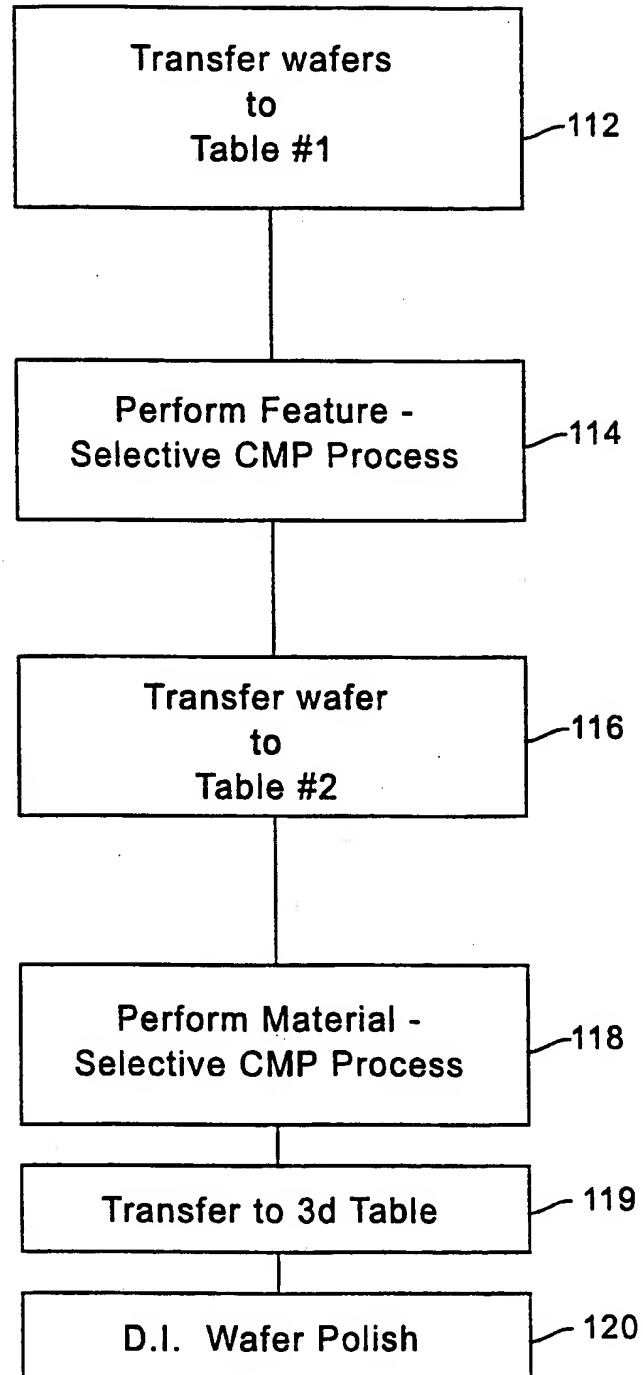 Transfer wafers
to
Table #1
112
Perform Feature -
Selective CMP Process
114
Transfer wafer
to
Table #2
116
Perform Material -
Selective CMP Process
118
Transfer to 3d Table
119
D.I. Wafer Polish
120